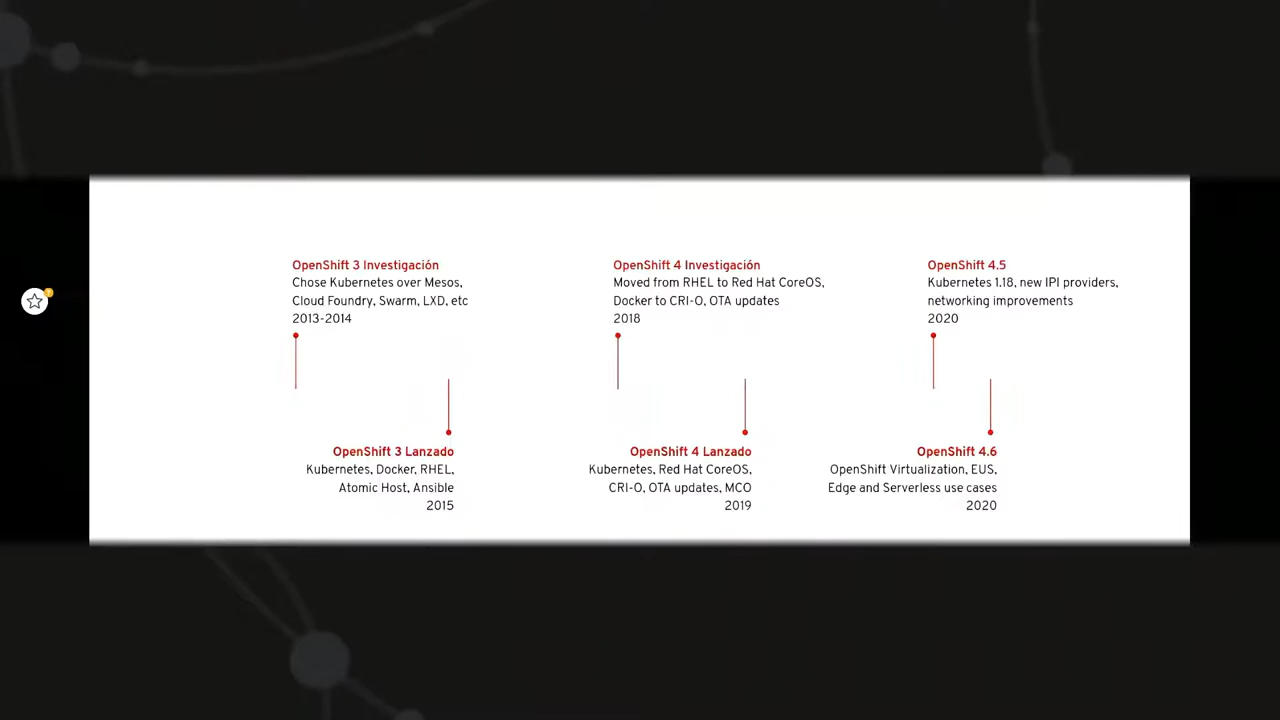 OpenShift 3 Investigación
Chose Kubernetes over Mesos,
Cloud Foundry, Swarm, LXD, etc
2013-2014
OpenShift 4 Investigación
Moved from RHEL to Red Hat CoreOS,
Docker to CRI-O, OTA updates
2018
OpenShift 4.5
Kubernetes 1.18, new IPI providers,
networking improvements
2020
OpenShift 3 Lanzado
Kubernetes, Docker, RHEL,
Atomic Host, Ansible
2015
OpenShift 4 Lanzado
Kubernetes, Red Hat CoreOS,
CRI-O, OTA updates, MCO
2019
OpenShift 4.6
OpenShift Virtualization, EUS,
Edge and Serverless use cases
2020